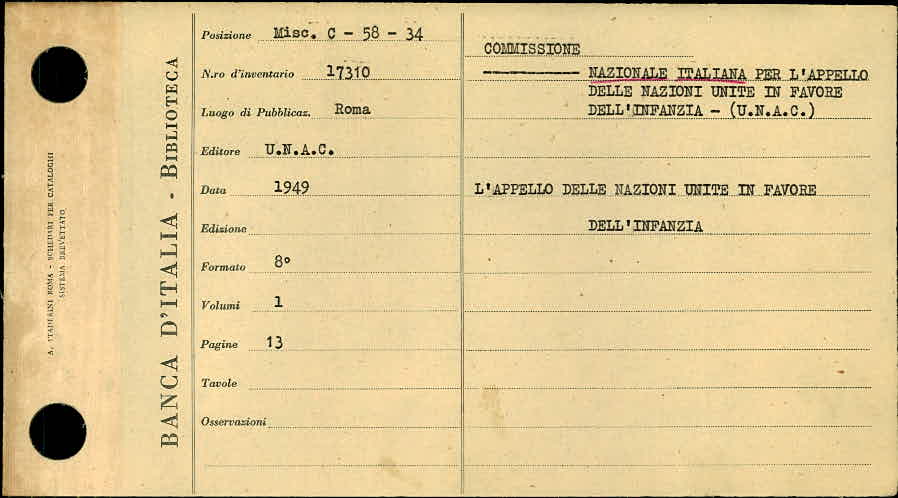 A. STADERINI ROMA - SCHEDARI PER CATALOGHI
SISTEMA BREVETTATO
BANCA D'ITALIA - BIBLIOTECA
Posizione Misc. C - 58 - 34
N.ro d'inventario 17310
Luogo di Pubblicaz. Roma
Editore U.N.A.C.
Data 1949
Edizione
Formato 8°
Volumi 1
Pagine 13
Tavole
Osservazioni
COMMISSIONE
NAZIONALE ITALIANA PER L'APPELLO
DELLE NAZIONI UNITE IN FAVORE
DELL'INFANZIA - (U.N.A.C.)
L'APPELLO DELLE NAZIONI UNITE IN FAVORE
DELL'INFANZIA